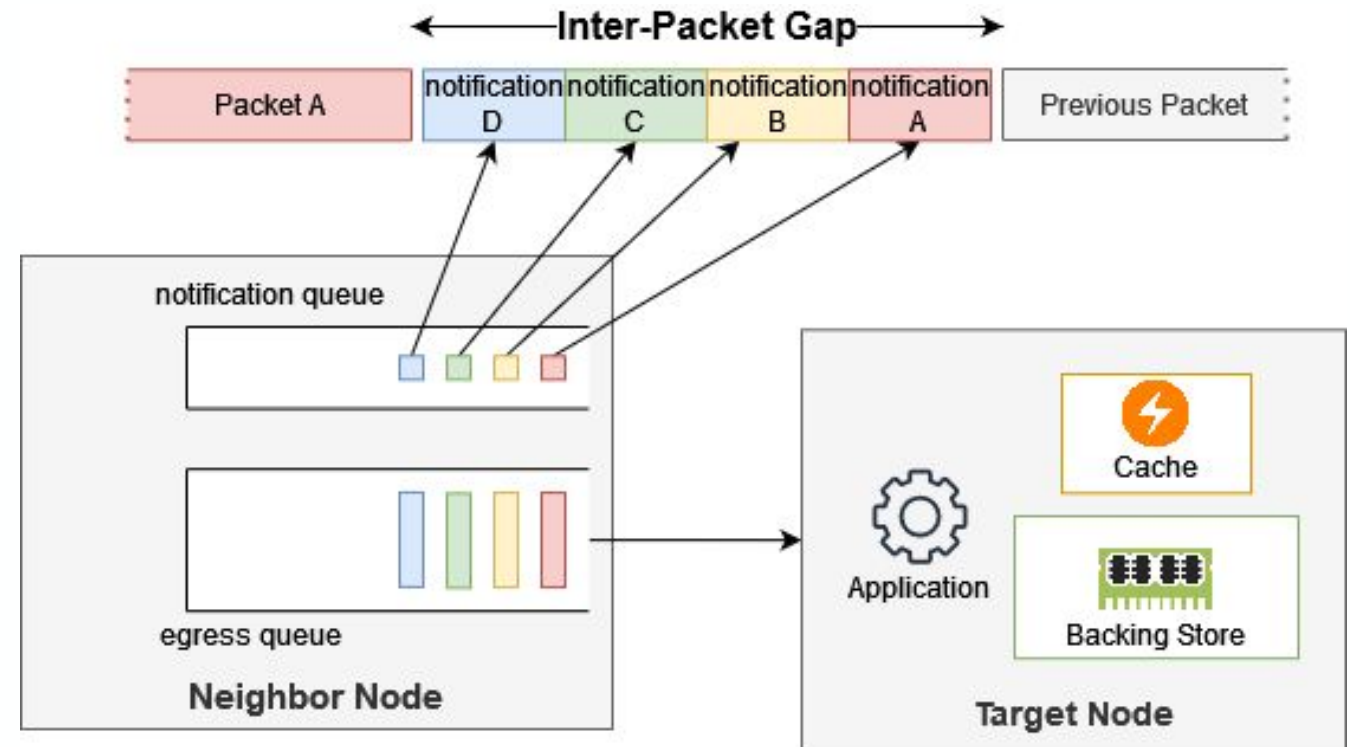 Inter-Packet Gap
Packet A
notification
D
notification
C
notification
B
notification
A
Previous Packet
notification queue
egress queue
Neighbor Node
Cache
Application
Backing Store
Target Node